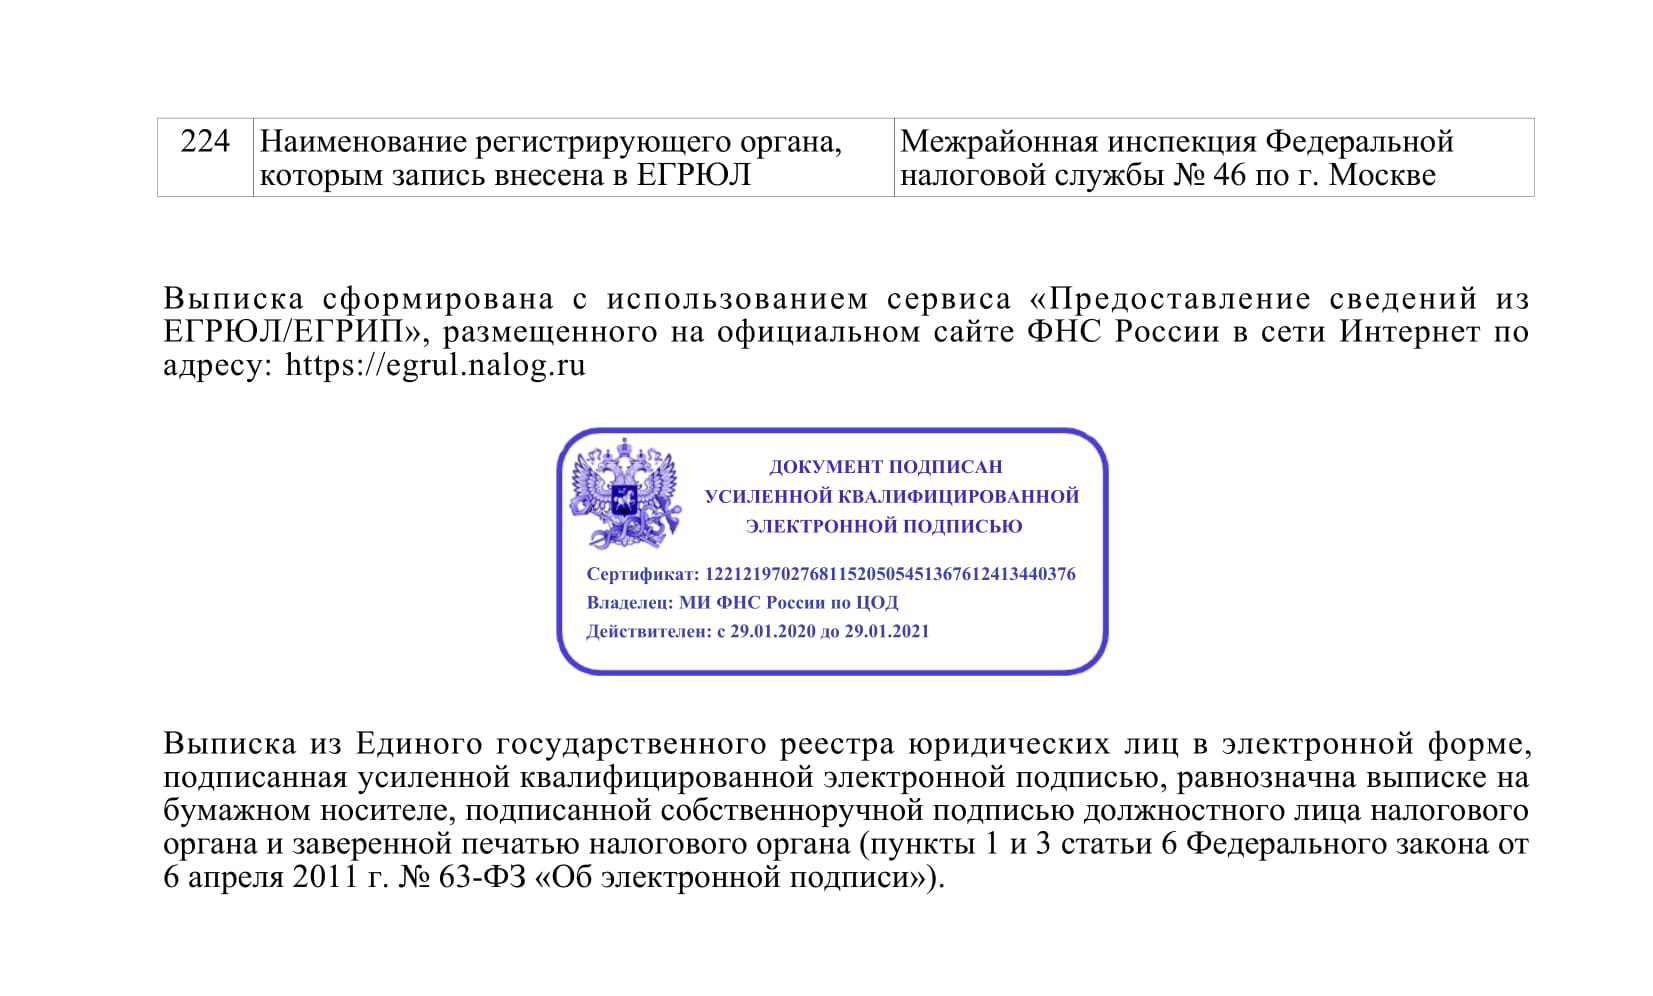 224 Наименование регистрирующего органа, Межрайонная инспекция Федеральной
которым запись внесена в ЕГРЮЛ налоговой службы № 46 по г. Москве
Выписка сформирована с использованием сервиса «Предоставление сведений из
ЕГРЮЛ/ЕГРИП», размещенного на официальном сайте ФНС России в сети Интернет по
адресу: https://egrul.nalog.ru
ДОКУМЕНТ ПОДПИСАН
УСИЛЕННОЙ КВАЛИФИЦИРОВАННОЙ
ЭЛЕКТРОННОЙ ПОДПИСЬЮ
Сертификат: 122121970276811520505451367612413440376
Владелец: МИ ФНС России по ЦОД
Действителен: с 29.01.2020 до 29.01.2021
Выписка из Единого государственного реестра юридических лиц в электронной форме,
подписанная усиленной квалифицированной электронной подписью, равнозначна выписке на
бумажном носителе, подписанной собственноручной подписью должностного лица налогового
органа и заверенной печатью налогового органа (пункты 1 и 3 статьи 6 Федерального закона от
6 апреля 2011 г. № 63-ФЗ «Об электронной подписи»).